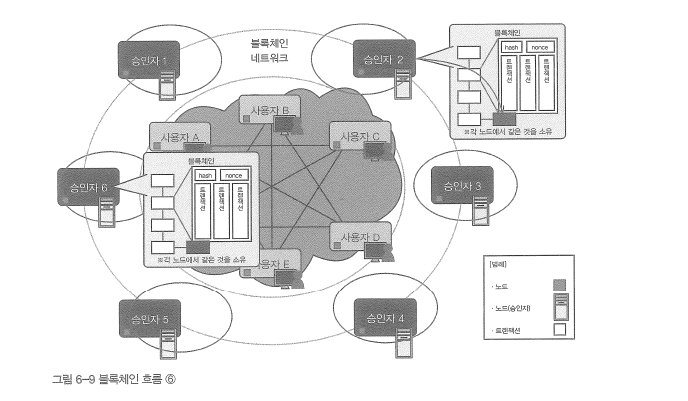 블록체인
네트워크
승인자 1
승인자 2
블록체인
hash
nonce
트랜잭션
트랜잭션
트랜잭션
※각 노드에서 같은 것을 소유
사용자 B
사용자 A
사용자 C
승인자 6
블록체인
hash
nonce
트랜잭션
트랜잭션
트랜잭션
※각 노드에서 같은 것을 소유
승인자 3
사용자 D
사용자 E
승인자 5
승인자 4
[범례]
· 노드
· 노드(승인자)
· 트랜잭션
그림 6-9 블록체인 흐름 ⑥